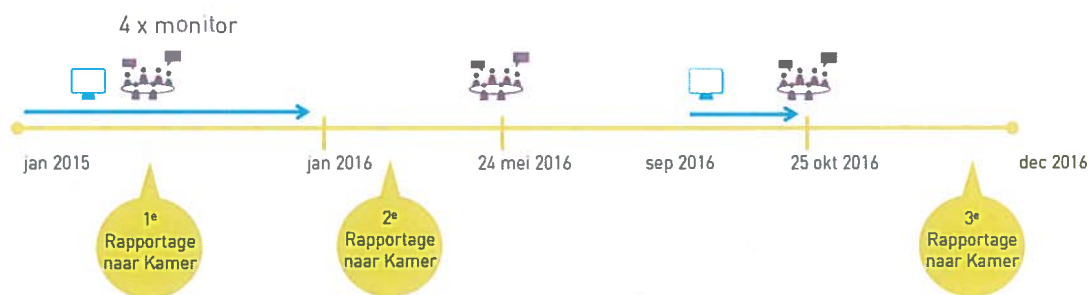 4 x monitor
jan 2015
jan 2016
24 mei 2016
sep 2016
25 okt 2016
dec 2016
1e
Rapportage
naar Kamer
2e
Rapportage
naar Kamer
3e
Rapportage
naar Kamer